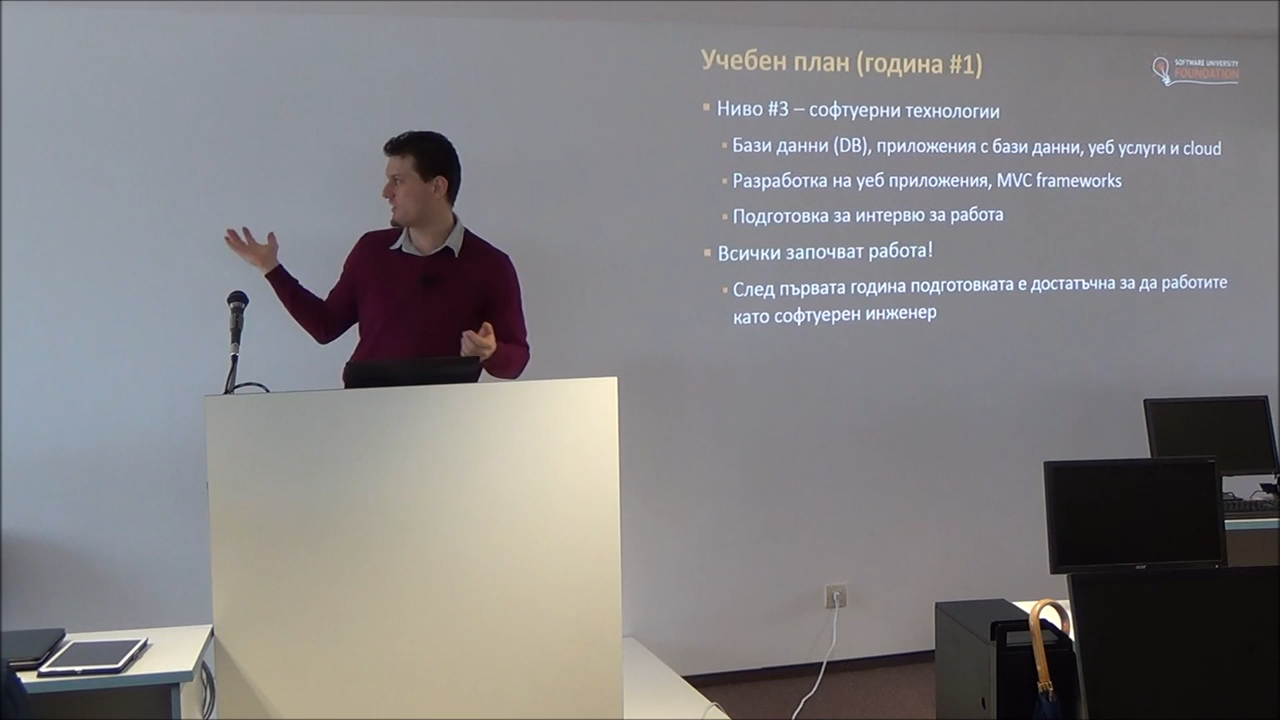 Учебен план (година #1)
SOFTWARE UNIVERSITY
FOUNDATION
Ниво #3 – софтуерни технологии
Бази данни (DB), приложения с бази данни, уеб услуги и cloud
Разработка на уеб приложения, MVC frameworks
Подготовка за интервю за работа
Всички започват работа!
След първата година подготовката е достатъчна за да работите
като софтуерен инженер
acer